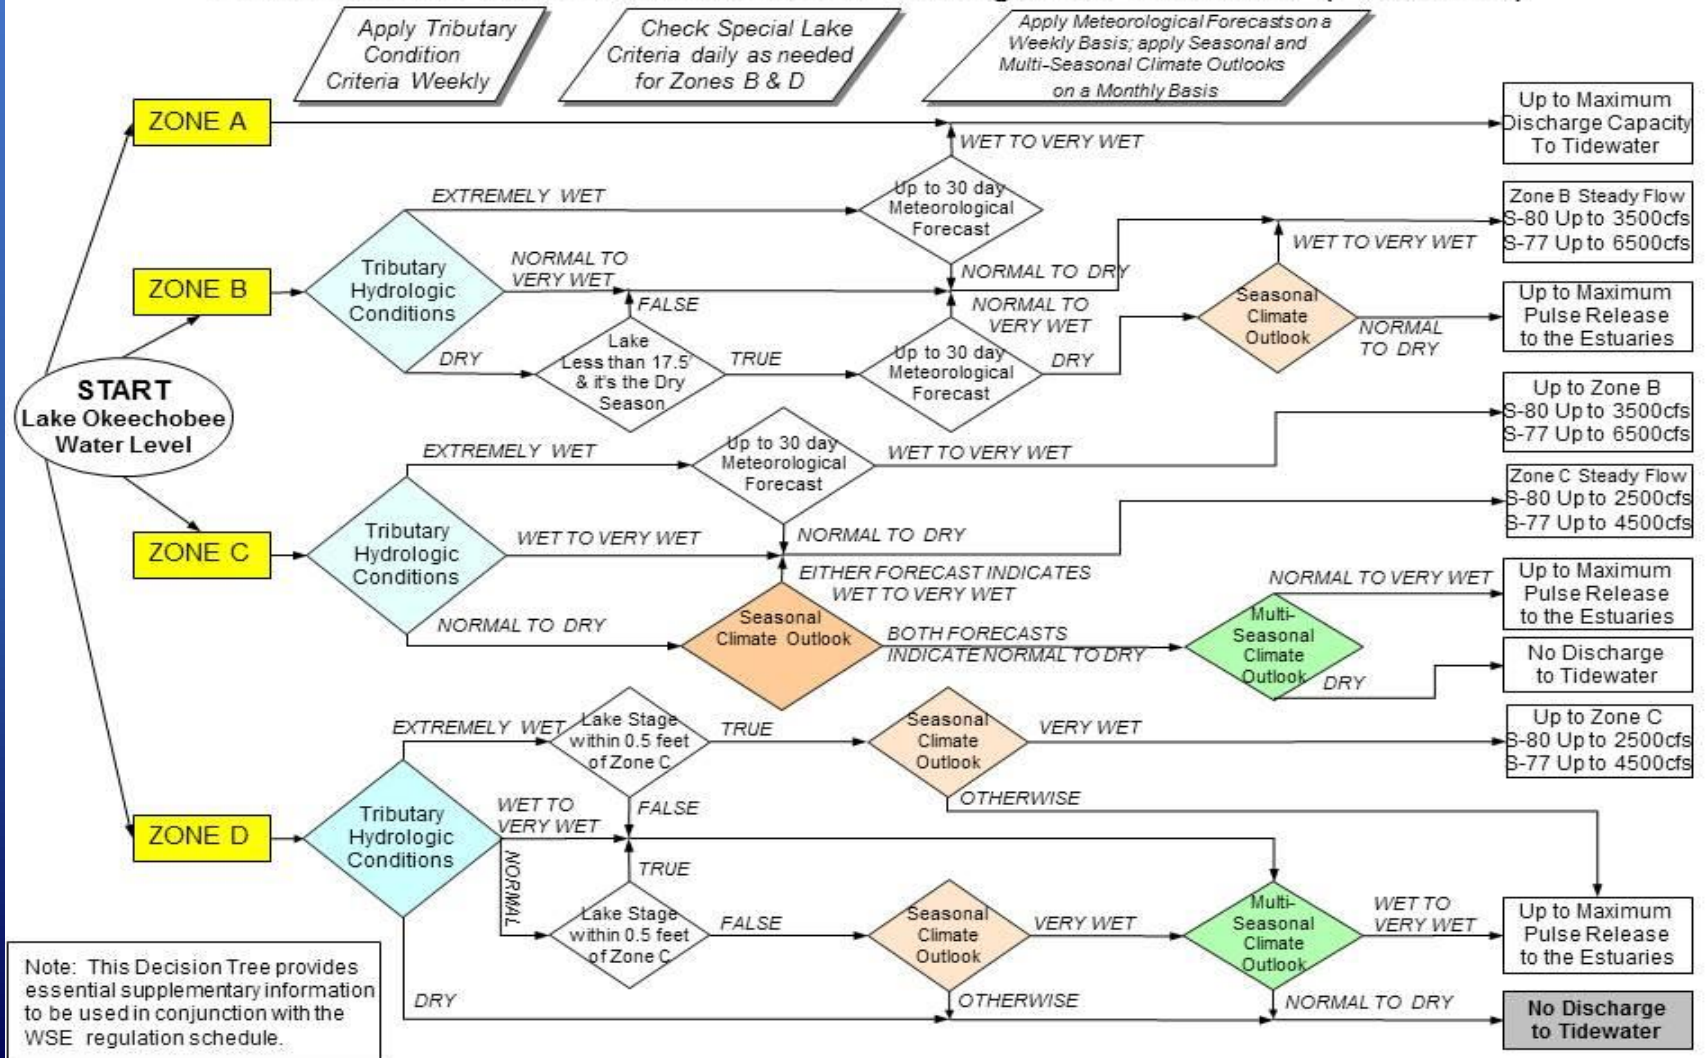 Apply Tributary
Condition
Criteria Weekly
Check Special Lake
Criteria daily as needed
for Zones B & D
Apply Meteorological Forecasts on a
Weekly Basis; apply Seasonal and
Multi-Seasonal Climate Outlooks
on a Monthly Basis
ZONE A
WET TO VERY WET
Up to Maximum
Discharge Capacity
To Tidewater
EXTREMELY WET
Up to 30 day
Meteorological
Forecast
Zone B Steady Flow
S-80 Up to 3500cfs
S-77 Up to 6500cfs
ZONE B
Tributary
Hydrologic
Conditions
NORMAL TO
VERY WET
NORMAL TO DRY
WET TO VERY WET
FALSE
NORMAL TO
VERY WET
Seasonal
Climate
Outlook
NORMAL
TO DRY
Up to Maximum
Pulse Release
to the Estuaries
DRY
Lake
Less than 17.5'
& it's the Dry
Season
TRUE
Up to 30 day
Meteorological
Forecast
DRY
START
Lake Okeechobee
Water Level
Up to Zone B
S-80 Up to 3500cfs
S-77 Up to 6500cfs
EXTREMELY WET
Up to 30 day
Meteorological
Forecast
WET TO VERY WET
Zone C Steady Flow
S-80 Up to 2500cfs
S-77 Up to 4500cfs
ZONE C
Tributary
Hydrologic
Conditions
WET TO VERY WET
NORMAL TO DRY
EITHER FORECAST INDICATES
WET TO VERY WET
NORMAL TO DRY
Seasonal
Climate Outlook
BOTH FORECASTS
INDICATE NORMAL TO DRY
Multi-
Seasonal
Climate
Outlook
NORMAL TO VERY WET
Up to Maximum
Pulse Release
to the Estuaries
DRY
No Discharge
to Tidewater
EXTREMELY WET
Lake Stage
within 0.5 feet
of Zone C
TRUE
Seasonal
Climate
Outlook
VERY WET
Up to Zone C
S-80 Up to 2500cfs
S-77 Up to 4500cfs
OTHERWISE
ZONE D
Tributary
Hydrologic
Conditions
WET TO
VERY WET
FALSE
NORMAL
TRUE
Lake Stage
within 0.5 feet
of Zone C
FALSE
Seasonal
Climate
Outlook
VERY WET
Multi-
Seasonal
Climate
Outlook
WET TO
VERY WET
Up to Maximum
Pulse Release
to the Estuaries
DRY
OTHERWISE
NORMAL TO DRY
No Discharge
to Tidewater
Note: This Decision Tree provides
essential supplementary information
to be used in conjunction with the
WSE regulation schedule.